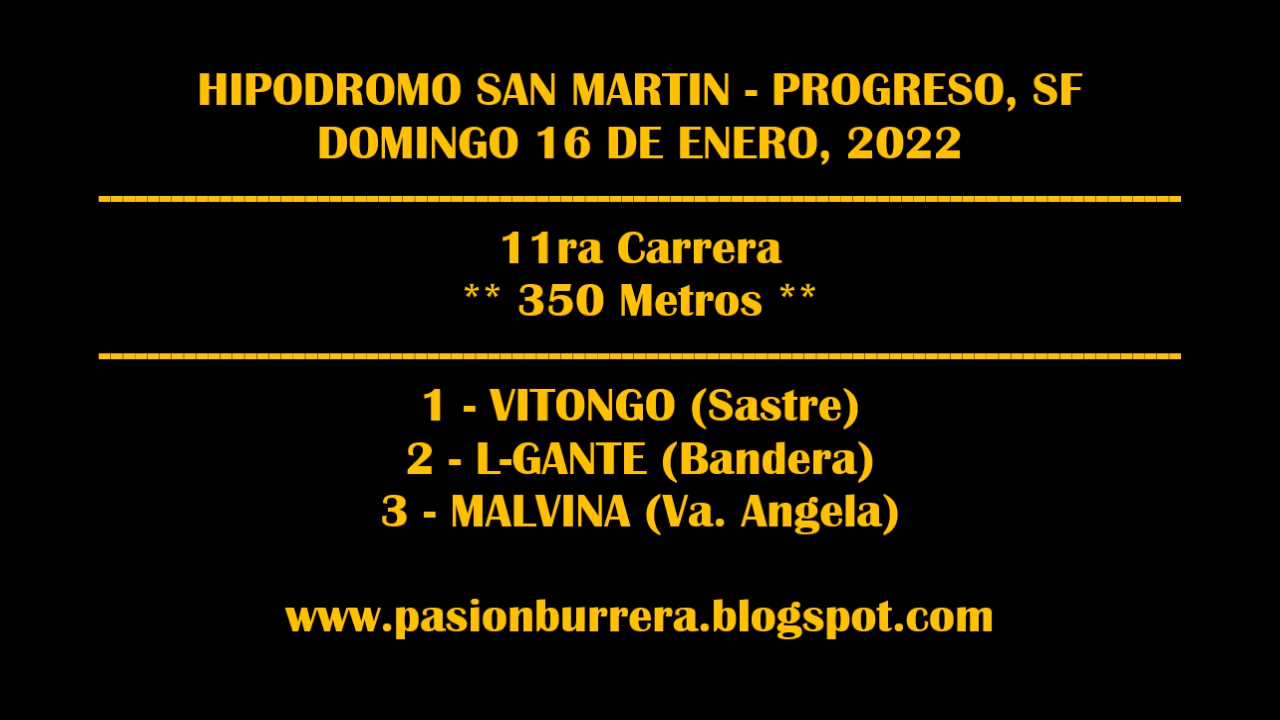 HIPODROMO SAN MARTIN - PROGRESO, SF
DOMINGO 16 DE ENERO, 2022
11ra Carrera
** 350 Metros **
1 - VITONGO (Sastre)
2 - L-GANTE (Bandera)
3 - MALVINA (Va. Angela)
www.pasionburrera.blogspot.com